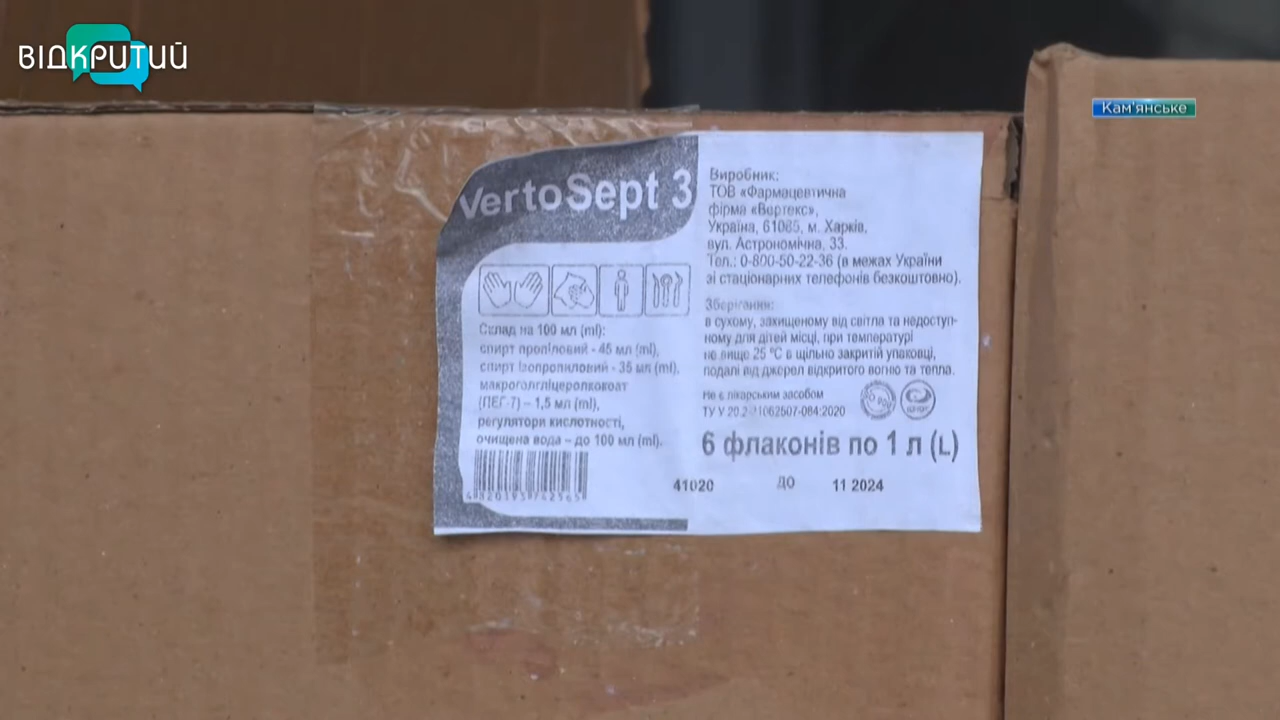 ВІДКРИТИЙ
Кам'янське
VertoSept 3
Склад на 100 мл (ml):
спирт пропіловий - 45 мл (ml),
спирт ізопропиловий - 35 мл (ml),
макроголгліцеролкокоат
(ПЕГ-7) – 1,5 мл (ml),
регулятори кислотності,
очищена вода – до 100 мл (ml).
Виробник:
ТОВ «Фармацевтична
фірма «Вертекс»,
Україна, 61085, м. Харків,
вул. Астрономічна, 33.
Тел.: 0-800-50-22-36 (в межах України
зі стаціонарних телефонів безкоштовно).
Зберігання:
в сухому, захищеному від світла та недоступ-
ному для дітей місці, при температурі
не вище 25 °С в щільно закритій упаковці,
подалі від джерел відкритого вогню та тепла.
Не є лікарським засобом
ТУ У
6 флаконів по 1 л (L)
41020 ДО 11 2024